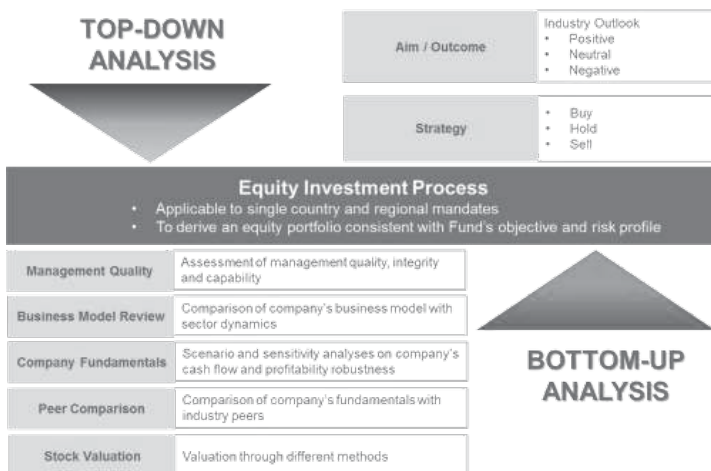 TOP-DOWN
ANALYSIS
Aim / Outcome
Industry Outlook
• Positive
• Neutral
• Negative
Strategy
• Buy
• Hold
• Sell
Equity Investment Process
• Applicable to single country and regional mandates
• To derive an equity portfolio consistent with Fund's objective and risk profile
Management Quality
Assessment of management quality, integrity
and capability
Business Model Review
Comparison of company's business model with
sector dynamics
Company Fundamentals
Scenario and sensitivity analyses on company's
cash flow and profitability robustness
Peer Comparison
Comparison of company's fundamentals with
industry peers
Stock Valuation
Valuation through different methods
BOTTOM-UP
ANALYSIS